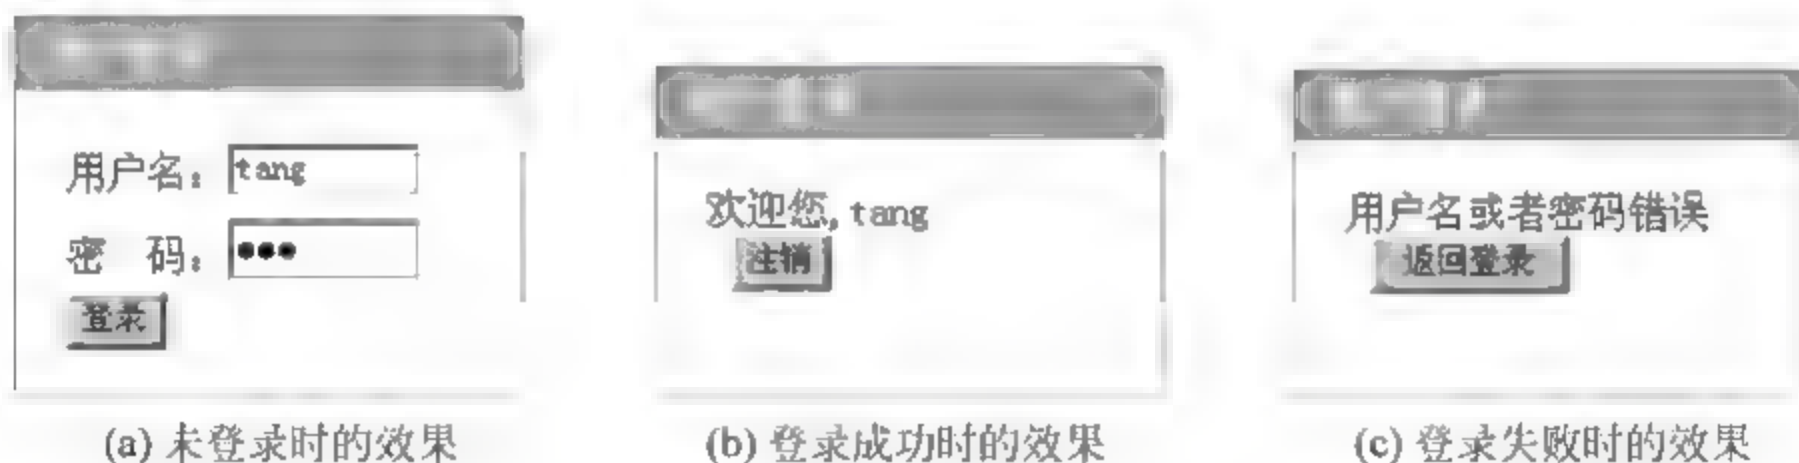 用户名：tang
密 码：●●●
登录
(a) 未登录时的效果
欢迎您,tang
注销
(b) 登录成功时的效果
用户名或者密码错误
返回登录
(c) 登录失败时的效果